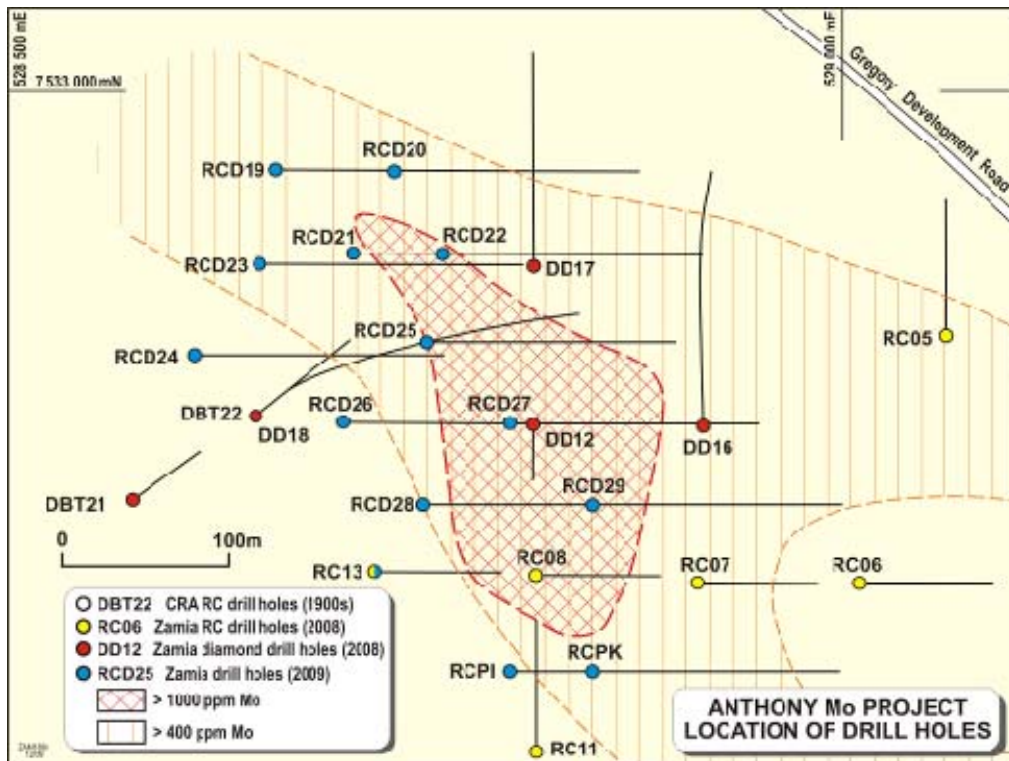 528 500 mE
7 533 000 mN
529 000 mE
Gregory Development Road
RCD19
RCD20
RCD21
RCD22
RCD23
DD17
RCD25
RC05
RCD24
DBT22
DD18
RCD26
RCD27
DD12
DD16
DBT21
RCD28
RCD29
0 100m
RC13
RC08
RC07
RC06
RCPI
RCPK
RC11
DBT22 CRA RC drill holes (1900s)
RC06 Zamia RC drill holes (2008)
DD12 Zamia diamond drill holes (2008)
RCD25 Zamia drill holes (2009)
> 1000 ppm Mo
> 400 ppm Mo
ANTHONY Mo PROJECT
LOCATION OF DRILL HOLES